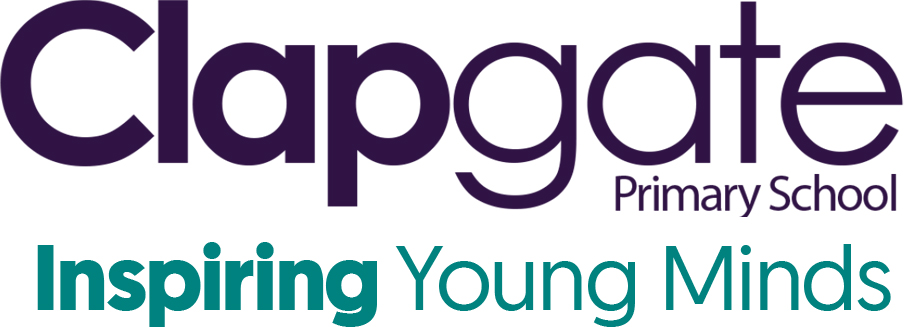 Clapgate
Primary School
Inspiring Young Minds